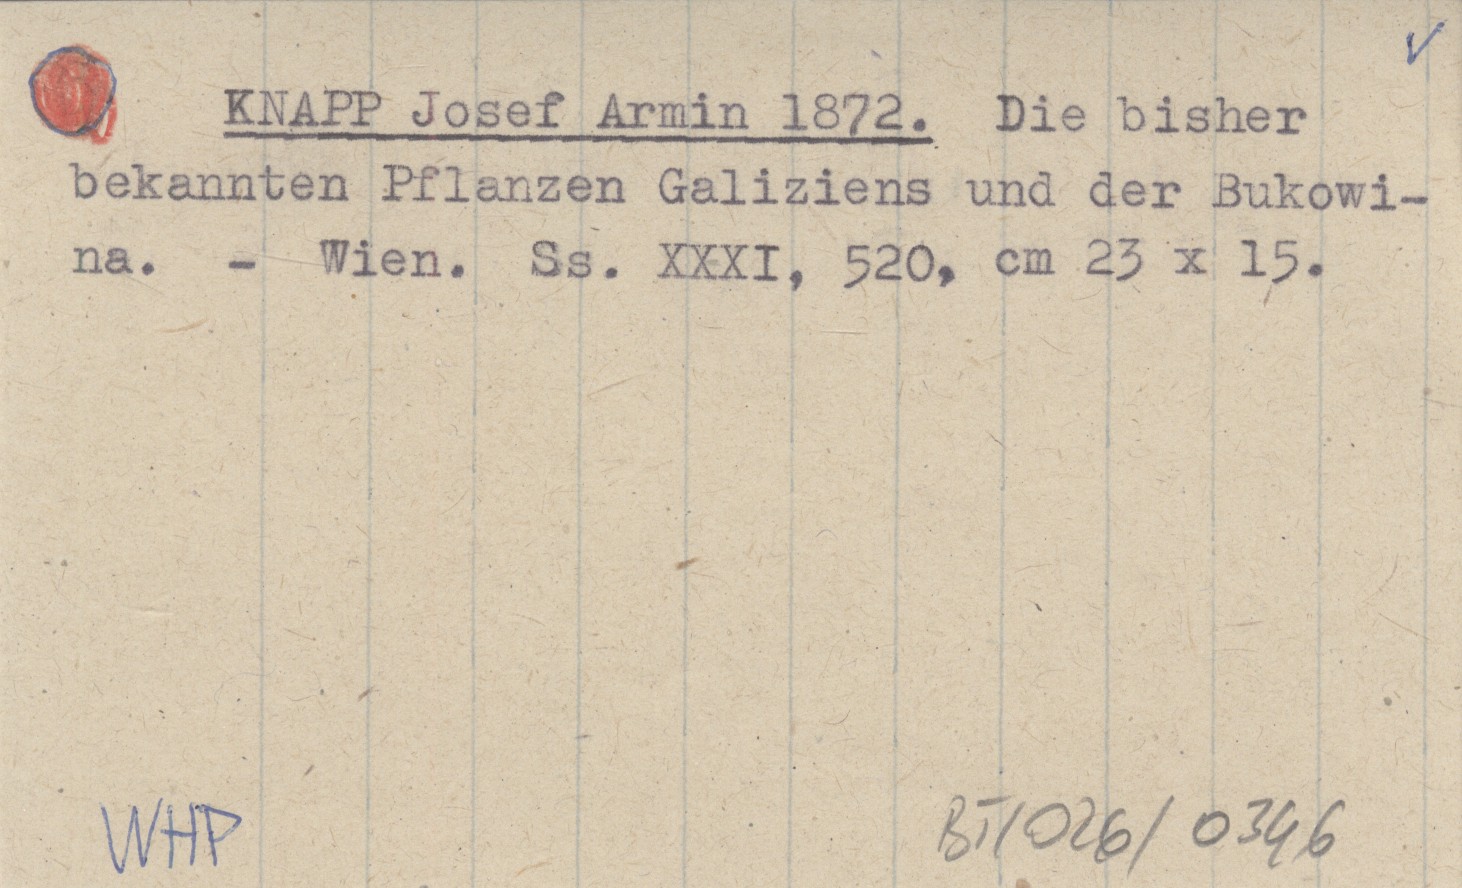 KNAPP Josef Armin 1872. Die bisher
bekannten Pflanzen Galiziens und der Bukowi-
na. - Wien. Ss. XXXI, 520, cm 23 x 15.
WHP
BT/026/0346